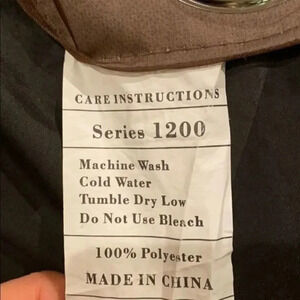 CARE INSTRUCTIONS
Series 1200
Machine Wash
Cold Water
Tumble Dry Low
Do Not Use Bleach
100% Polyester
MADE IN CHINA